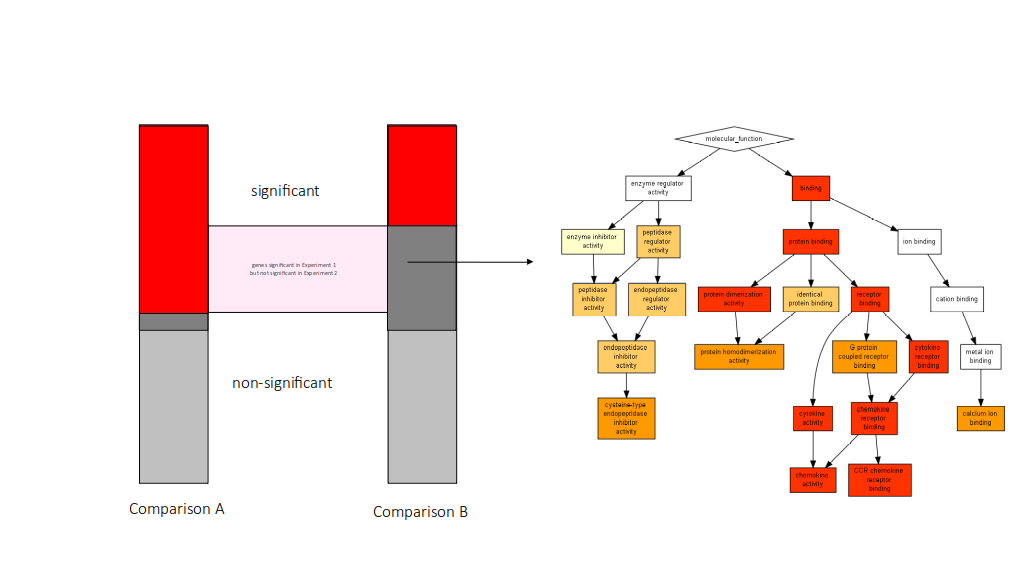 significant
genes significant in Experiment 1
but not significant in Experiment 2
non-significant
Comparison A
Comparison B
molecular_function
enzyme regulator
activity
binding
enzyme inhibitor
activity
peptidase
regulator
activity
protein binding
ion binding
peptidase
inhibitor
activity
endopeptidase
regulator
activity
protein dimerization
activity
identical
protein binding
receptor
binding
cation binding
endopeptidase
inhibitor
activity
protein homodimerization
activity
G protein
coupled receptor
binding
cytokine
receptor
binding
metal ion
binding
cysteine-type
endopeptidase
inhibitor
activity
cytokine
activity
chemokine
receptor
binding
calcium ion
binding
chemokine
activity
CCR chemokine
receptor
binding